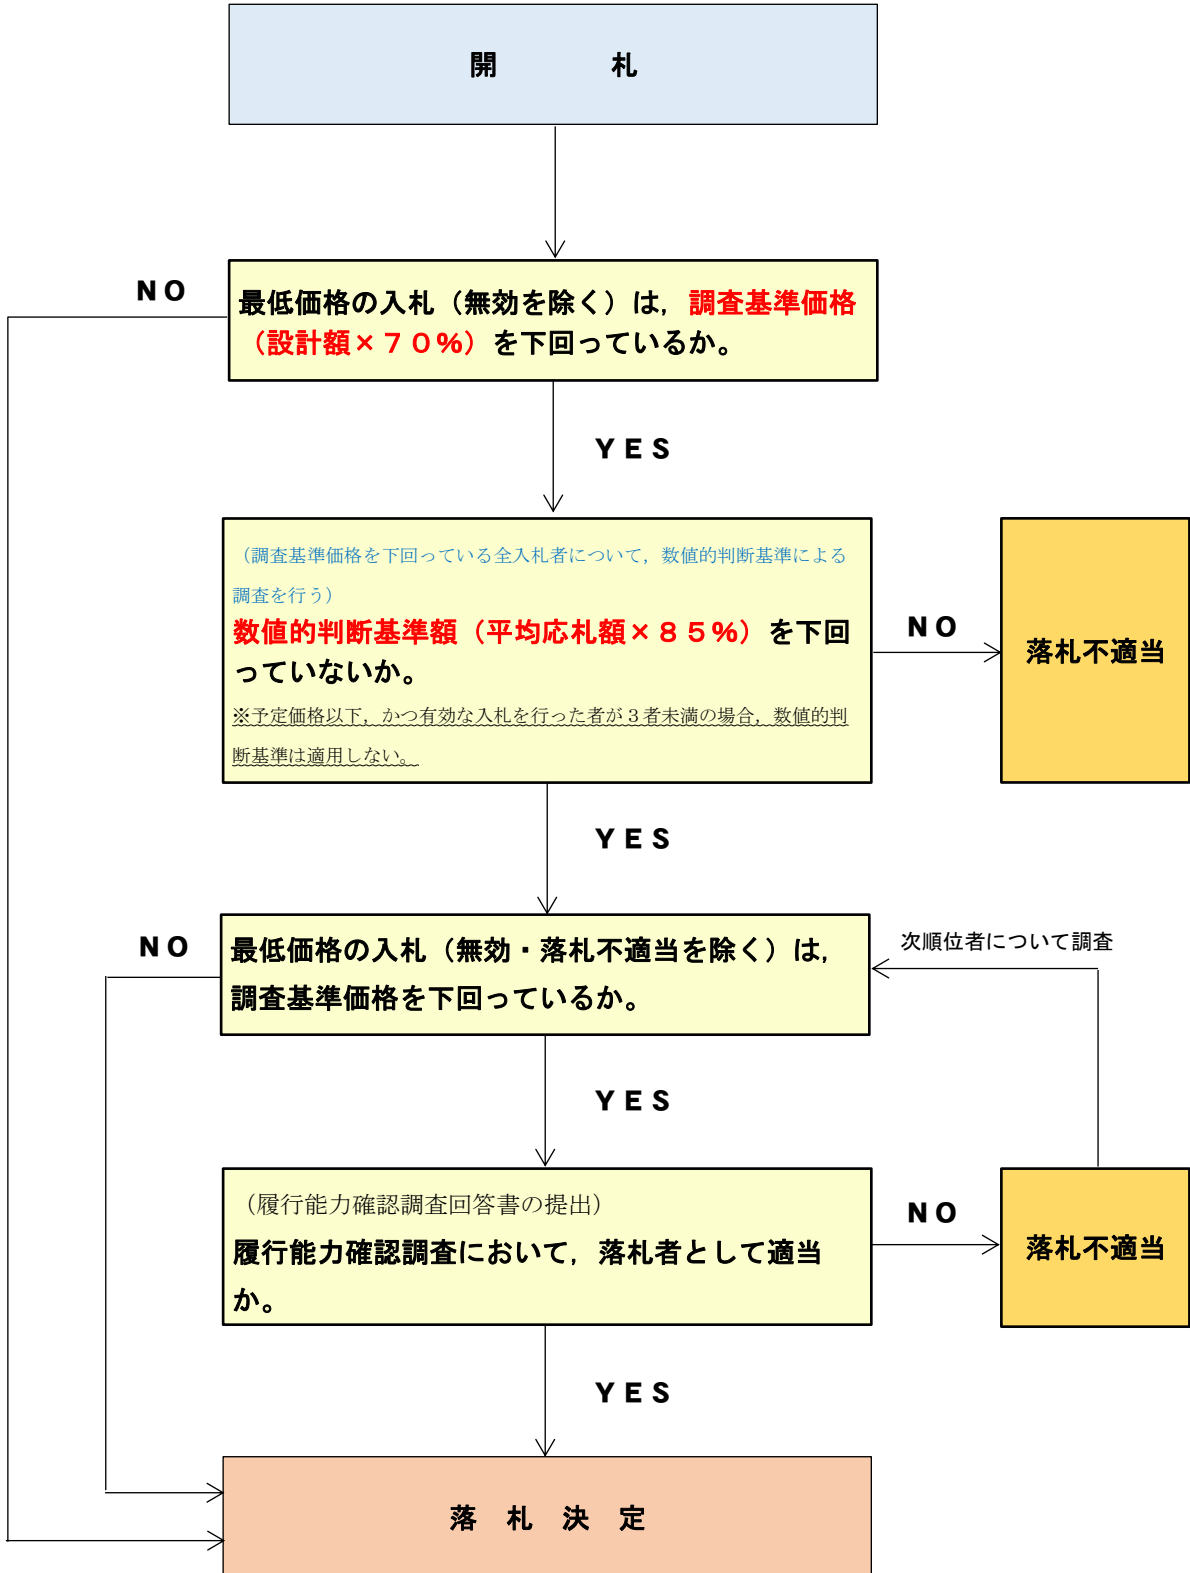 開　　　　札
NO
最低価格の入札（無効を除く）は，調査基準価格
（設計額×７０％）を下回っているか。
YES
（調査基準価格を下回っている全入札者について，数値的判断基準による
調査を行う）
数値的判断基準額（平均応札額×８５％）を下回
っていないか。
※予定価格以下，かつ有効な入札を行った者が３者未満の場合，数値的判
断基準は適用しない。
NO
落札不適当
YES
NO
最低価格の入札（無効・落札不適当を除く）は，
調査基準価格を下回っているか。
次順位者について調査
YES
（履行能力確認調査回答書の提出）
履行能力確認調査において，落札者として適当
か。
NO
落札不適当
YES
落　札　決　定